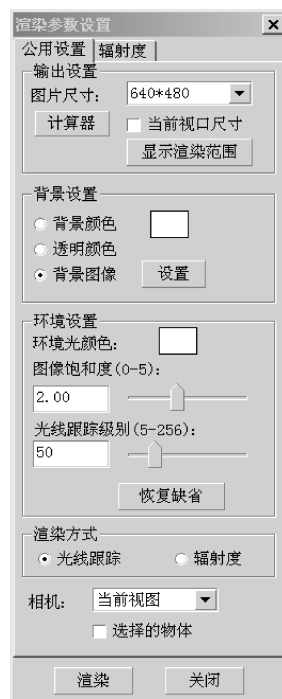 渲染参数设置
公用设置 辐射度
输出设置
图片尺寸: 640*480
计算器 当前视口尺寸
显示渲染范围
背景设置
背景颜色
透明颜色
背景图像 设置
环境设置
环境光颜色:
图像饱和度(0-5):
2.00
光线跟踪级别(5-256):
50
恢复缺省
渲染方式
光线跟踪 辐射度
相机: 当前视图
选择的物体
渲染 关闭